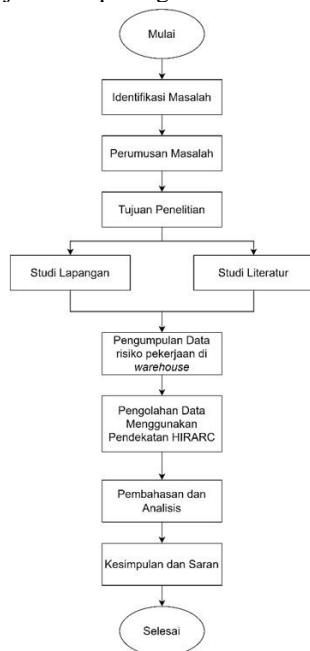 Mulai
Identifikasi Masalah
Perumusan Masalah
Tujuan Penelitian
Studi Lapangan
Studi Literatur
Pengumpulan Data
risiko pekerjaan di
warehouse
Pengolahan Data
Menggunakan
Pendekatan HIRARC
Pembahasan dan
Analisis
Kesimpulan dan Saran
Selesai